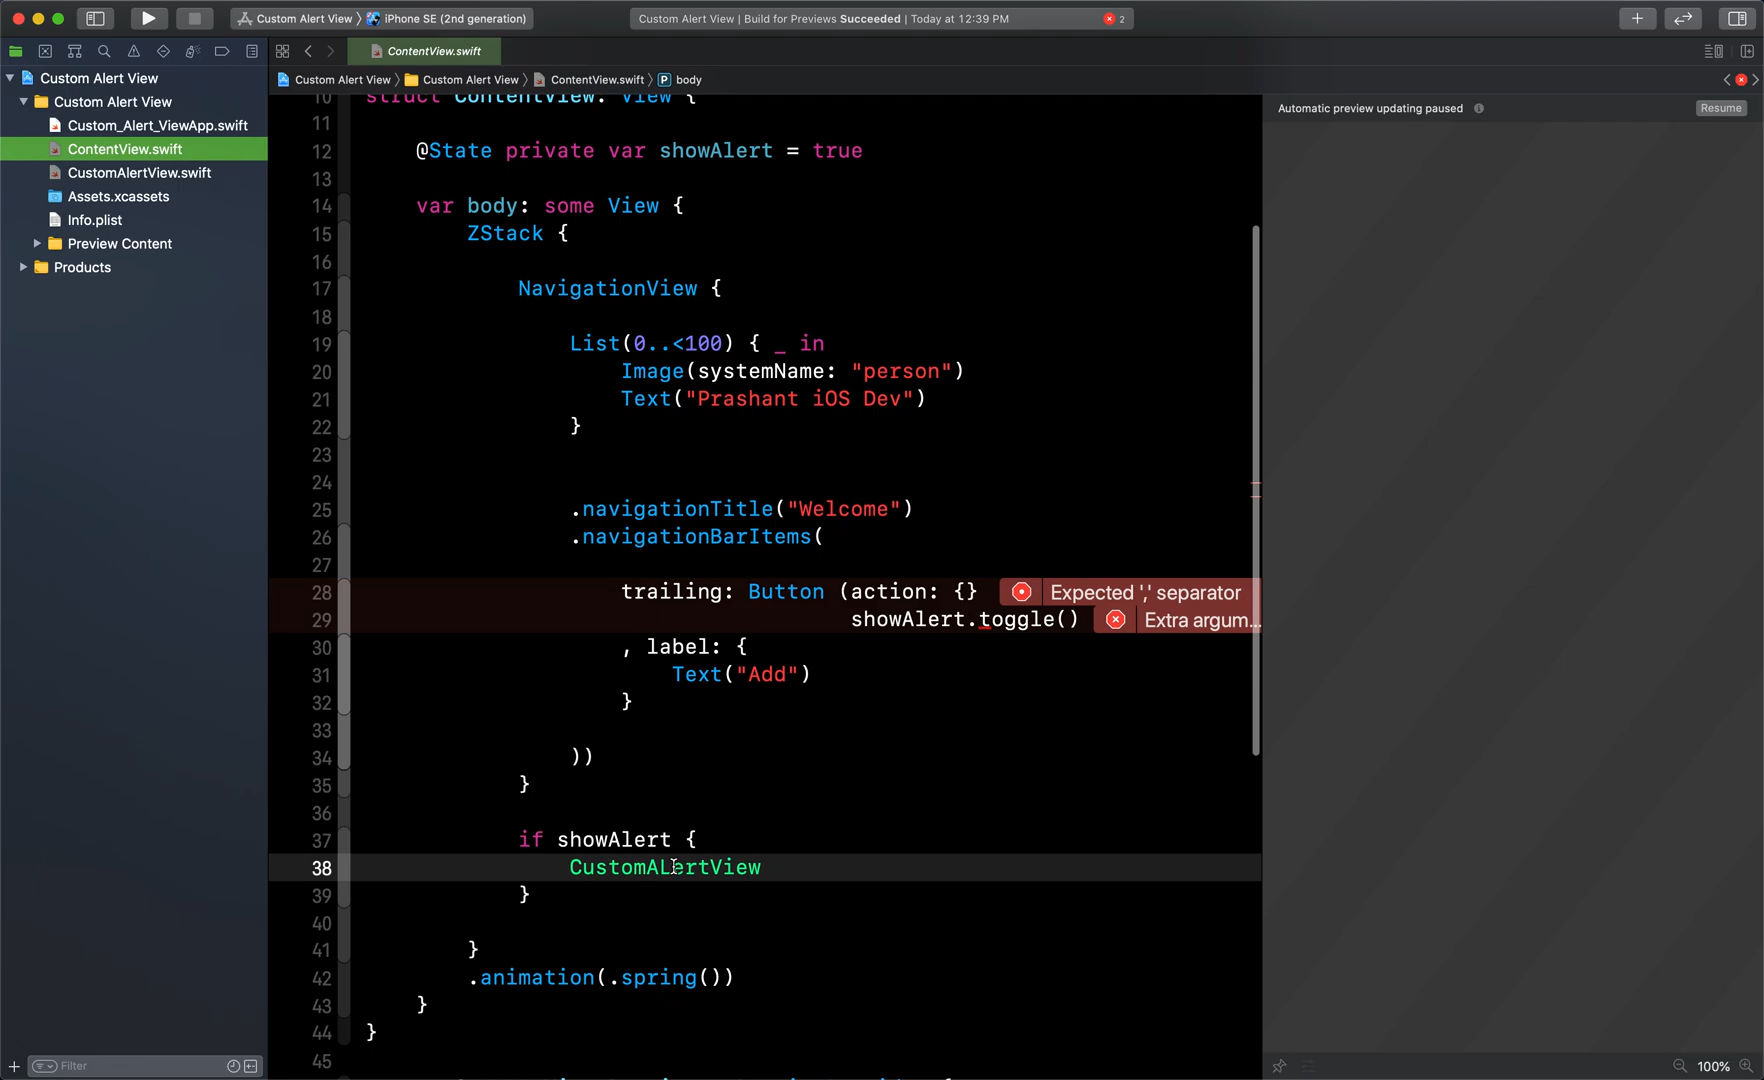 Custom Alert View 〉 iPhone SE (2nd generation)
Custom Alert View | Build for Previews Succeeded | Today at 12:39 PM
2
ContentView.swift
Custom Alert View 〉 Custom Alert View 〉 ContentView.swift 〉 P body
Custom Alert View
Custom Alert View
Custom_Alert_ViewApp.swift
ContentView.swift
CustomAlertView.swift
Assets.xcassets
Info.plist
Preview Content
Products
Filter
10 struct ContentView: View {
11
12 @State private var showAlert = true
13
14 var body: some View {
15 ZStack {
16
17 NavigationView {
18
19 List(0..<100) { _ in
20 Image(systemName: "person")
21 Text("Prashant iOS Dev")
22 }
23
24
25 .navigationTitle("Welcome")
26 .navigationBarItems(
27
28 trailing: Button (action: {} Expected ',' separator
29 showAlert.toggle() Extra argum...
30 , label: {
31 Text("Add")
32 }
33
34 ))
35 }
36
37 if showAlert {
38 CustomALertView
39 }
40
41 }
42 .animation(.spring())
43 }
44 }
45
Automatic preview updating paused
Resume
100%